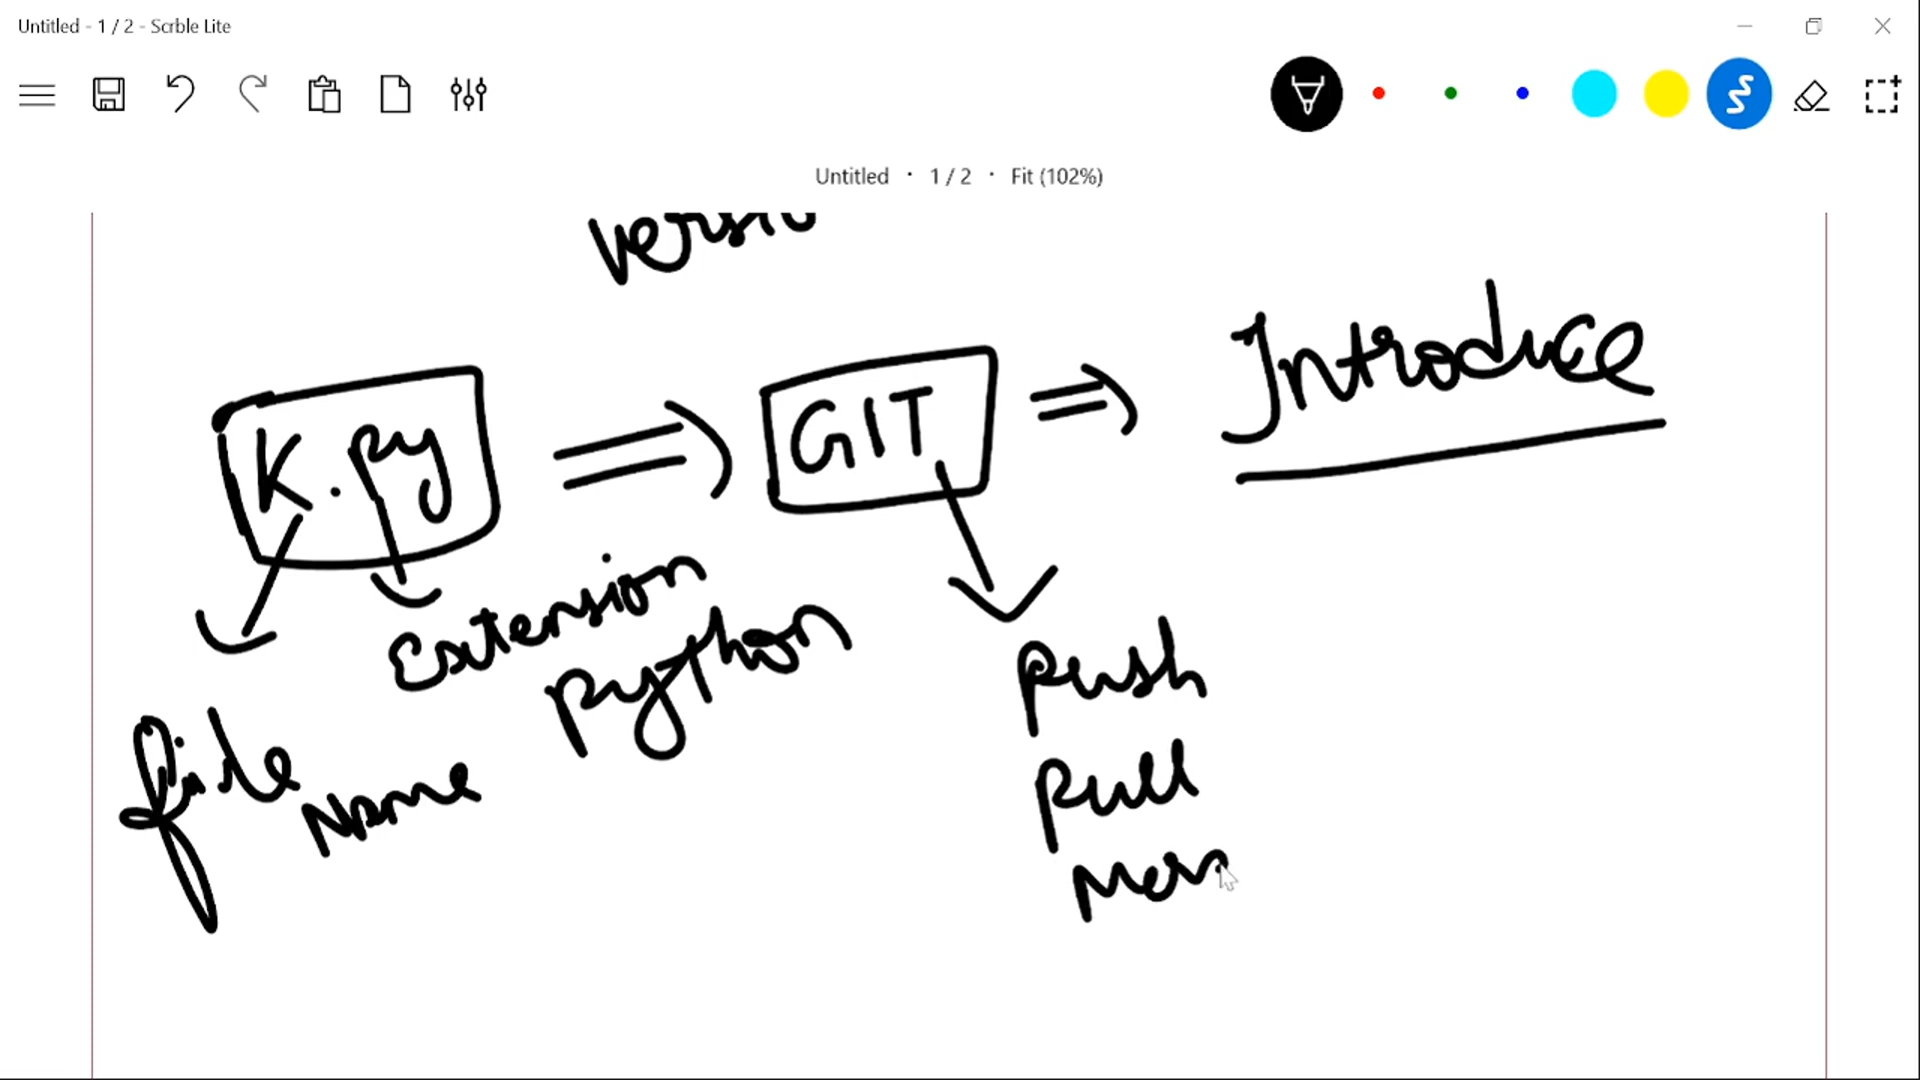 Untitled - 1 / 2 - Scrble Lite
Untitled · 1 / 2 · Fit (102%)
K.py
GIT
Introduce
Extension
python
file
Name
push
pull